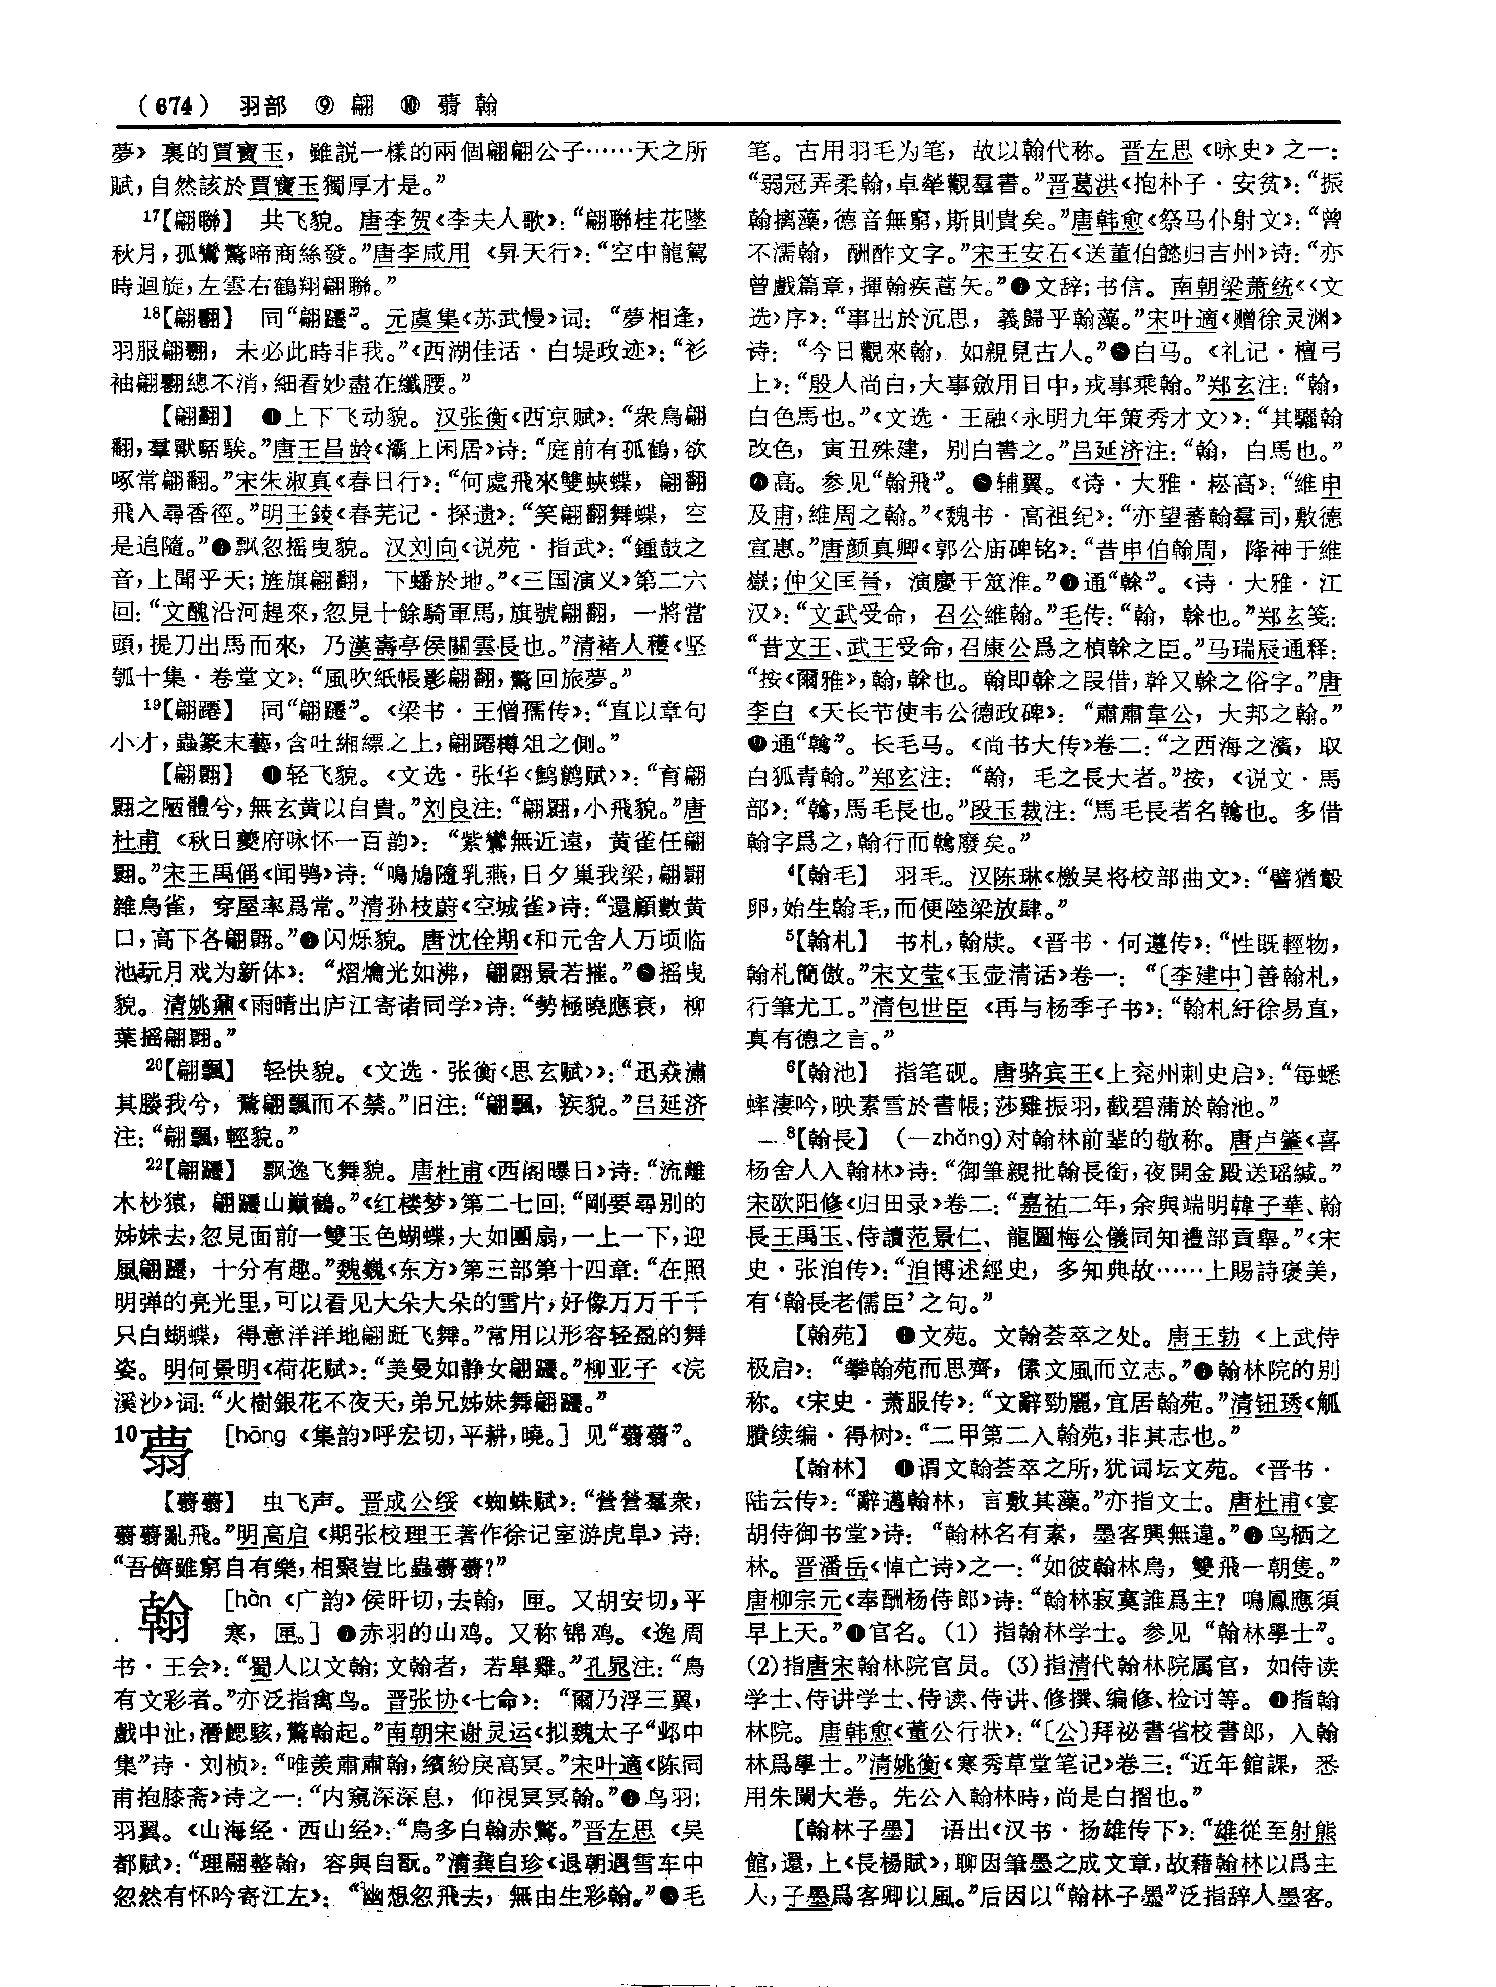 （674） 羽部 ⑨ 翩 ⑩ 薨 翰
夢》裏的賈寶玉，雖説一樣的兩個翩翩公子……天之所
賦，自然該於賈寶玉獨厚才是。”
17【翩聯】 共飞貌。唐李贺《李夫人歌》：“翩聯桂花墜
秋月，孤鸞驚啼商絲發。”唐李咸用《昇天行》：“空中龍駕
時迴旋，左雲右鶴翔翩聯。”
18【翩翾】 同“翩躚”。元虞集《苏武慢》词：“夢相逢，
羽服翩翾，未必此時非我。”《西湖佳话·白堤政迹》：“衫
袖翩翾總不消，細看妙盡在纖腰。”
【翩翻】 ❶上下飞动貌。汉张衡《西京赋》：“衆鳥翩
翻，羣獸駓騃。”唐王昌龄《灞上闲居》诗：“庭前有孤鶴，欲
啄常翩翻。”宋朱淑真《春日行》：“何處飛來雙蛺蝶，翩翻
飛入尋香徑。”明王錂《春芜记·探遗》：“笑翩翻舞蝶，空
是追隨。”❷飘忽摇曳貌。汉刘向《说苑·指武》：“鍾鼓之
音，上聞乎天；旌旗翩翻，下蟠於地。”《三国演义》第二六
回：“文醜沿河趕來，忽見十餘騎軍馬，旗號翩翻，一將當
頭，提刀出馬而來，乃漢壽亭侯關雲長也。”清褚人穫《坚
瓠十集·卷堂文》：“風吹紙帳影翩翻，驚回旅夢。”
19【翩躚】 同“翩躚”。《梁书·王僧孺传》：“直以章句
小才，蟲篆末藝，含吐緗縹之上，翩躚樽俎之側。”
【翩翾】 ❶轻飞貌。《文选·张华〈鹪鹩赋〉》：“育翩
翾之陋體兮，無玄黄以自貴。”刘良注：“翩翾，小飛貌。”唐
杜甫《秋日夔府咏怀一百韵》：“紫鸞無近遠，黄雀任翩
翾。”宋王禹偁《闻鸮》诗：“鳴鳩隨乳燕，日夕巢我梁，翩翾
雜鳥雀，穿屋率爲常。”清孙枝蔚《空城雀》诗：“還顧數黄
口，高下各翩翾。”❷闪烁貌。唐沈佺期《和元舍人万顷临
池玩月戏为新体》：“熠爚光如沸，翩翾景若摧。”❸摇曳
貌。清姚鼐《雨晴出庐江寄诸同学》诗：“勢極曉應衰，柳
葉摇翩翾。”
20【翩飄】 轻快貌。《文选·张衡〈思玄赋〉》：“迅猋潚
其媵我兮，驚翩飄而不禁。”旧注：“翩飄，疾貌。”吕延济
注：“翩飄，輕貌。”
22【翩躚】 飘逸飞舞貌。唐杜甫《西阁曝日》诗：“流離
木杪猿，翩躚山巔鶴。”《红楼梦》第二七回：“剛要尋别的
姊妹去，忽見面前一雙玉色蝴蝶，大如團扇，一上一下，迎
風翩躚，十分有趣。”魏巍《东方》第三部第十四章：“在照
明弹的亮光里，可以看见大朵大朵的雪片，好像万万千千
只白蝴蝶，得意洋洋地翩跹飞舞。”常用以形容轻盈的舞
姿。明何景明《荷花赋》：“美曼如静女翩躚。”柳亚子《浣
溪沙》词：“火樹銀花不夜天，弟兄姊妹舞翩躚。”
10 [hōng《集韵》呼宏切，平耕，曉。] 见“”。
【】 虫飞声。晋成公绥《蜘蛛赋》：“營營羣衆，
亂飛。”明高启《期张校理王著作徐记室游虎阜》诗：
“吾儕雖窮自有樂，相聚豈比蟲？”
翰 [hàn《广韵》侯旰切，去翰，匣。又胡安切，平
寒，匣。] ❶赤羽的山鸡。又称锦鸡。《逸周
书·王会》：“蜀人以文翰；文翰者，若皋雞。”孔晁注：“鳥
有文彩者。”亦泛指禽鸟。晋张协《七命》：“爾乃浮三翼，
戲中沚，潛鰓駭，驚翰起。”南朝宋谢灵运《拟魏太子“邺中
集”诗·刘桢》：“唯羨肅肅翰，繽紛戾高冥。”宋叶適《陈同
甫抱膝斋》诗之一：“内窺深深息，仰視冥冥翰。”❷鸟羽；
羽翼。《山海经·西山经》：“鳥多白翰赤鷩。”晋左思《吴
都赋》：“理翮整翰，容與自翫。”清龚自珍《退朝遇雪车中
忽然有怀吟寄江左》：“幽想忽飛去，無由生彩翰。”❸毛
笔。古用羽毛为笔，故以翰代称。晋左思《咏史》之一：
“弱冠弄柔翰，卓犖觀羣書。”晋葛洪《抱朴子·安贫》：“振
翰摛藻，德音無窮，斯則貴矣。”唐韩愈《祭马仆射文》：“曾
不濡翰，酬酢文字。”宋王安石《送董伯懿归吉州》诗：“亦
曾戲篇章，揮翰疾蒿矢。”❹文辞；书信。南朝梁萧统《〈文
选〉序》：“事出於沉思，義歸乎翰藻。”宋叶適《赠徐灵渊》
诗：“今日觀來翰，如親見古人。”❺白马。《礼记·檀弓
上》：“殷人尚白，大事斂用日中，戎事乘翰。”郑玄注：“翰，
白色馬也。”《文选·王融〈永明九年策秀才文〉》：“其驪翰
改色，寅丑殊建，别白書之。”吕延济注：“翰，白馬也。”
❻高。参见“翰飛”。❼辅翼。《诗·大雅·崧高》：“維申
及甫，維周之翰。”《魏书·高祖纪》：“亦望蕃翰羣司，敷德
宣惠。”唐颜真卿《郭公庙碑铭》：“昔申伯翰周，降神于維
嶽；仲父匡晉，演慶于筮淮。”❽通“榦”。《诗·大雅·江
汉》：“文武受命，召公維翰。”毛传：“翰，榦也。”郑玄笺：
“昔文王、武王受命，召康公爲之楨榦之臣。”马瑞辰通释：
“按《爾雅》，翰，榦也。翰即榦之叚借，幹又榦之俗字。”唐
李白《天长节使韦公德政碑》：“肅肅韋公，大邦之翰。”
❾通“鶾”。长毛马。《尚书大传》卷二：“之西海之濱，取
白狐青翰。”郑玄注：“翰，毛之長大者。”按，《说文·馬
部》：“，馬毛長也。”段玉裁注：“馬毛長者名也。多借
翰字爲之，翰行而廢矣。”
4【翰毛】 羽毛。汉陈琳《檄吴将校部曲文》：“譬猶鷇
卵，始生翰毛，而便陸梁放肆。”
5【翰札】 书札，翰牍。《晋书·何遵传》：“性既輕物，
翰札簡傲。”宋文莹《玉壶清话》卷一：“〔李建中〕善翰札，
行筆尤工。”清包世臣《再与杨季子书》：“翰札紆徐易直，
真有德之言。”
6【翰池】 指笔砚。唐骆宾王《上兖州刺史启》：“每蟋
蟀淒吟，映素雪於書帳；莎雞振羽，截碧蒲於翰池。”
8【翰長】 （—zhǎng）对翰林前辈的敬称。唐卢肇《喜
杨舍人入翰林》诗：“御筆親批翰長銜，夜開金殿送瑶緘。”
宋欧阳修《归田录》卷二：“嘉祐二年，余與端明韓子華、翰
長王禹玉、侍讀范景仁、龍圖梅公儀同知禮部貢舉。”《宋
史·张洎传》：“洎博述經史，多知典故……上賜詩褒美，
有‘翰長老儒臣’之句。”
【翰苑】 ❶文苑。文翰荟萃之处。唐王勃《上武侍
极启》：“攀翰苑而思齊，傃文風而立志。”❷翰林院的别
称。《宋史·萧服传》：“文辭勁麗，宜居翰苑。”清钮琇《觚
賸续编·得树》：“二甲第二入翰苑，非其志也。”
【翰林】 ❶谓文翰荟萃之所，犹词坛文苑。《晋书·
陆云传》：“辭邁翰林，言敷其藻。”亦指文士。唐杜甫《宴
胡侍御书堂》诗：“翰林名有素，墨客興無違。”❷鸟栖之
林。晋潘岳《悼亡诗》之一：“如彼翰林鳥，雙飛一朝隻。”
唐柳宗元《奉酬杨侍郎》诗：“翰林寂寞誰爲主？鳴鳳應須
早上天。”❸官名。（1）指翰林学士。参见“翰林學士”。
（2）指唐宋翰林院官员。（3）指清代翰林院属官，如侍读
学士、侍讲学士、侍读、侍讲、修撰、编修、检讨等。❹指翰
林院。唐韩愈《董公行状》：“〔公〕拜祕書省校書郎，入翰
林爲學士。”清姚衡《寒秀草堂笔记》卷三：“近年館課，悉
用朱闌大卷。先公入翰林時，尚是白摺也。”
【翰林子墨】 语出《汉书·扬雄传下》：“雄從至射熊
館，還，上《長楊賦》，聊因筆墨之成文章，故藉翰林以爲主
人，子墨爲客卿以風。”后因以“翰林子墨”泛指辞人墨客。